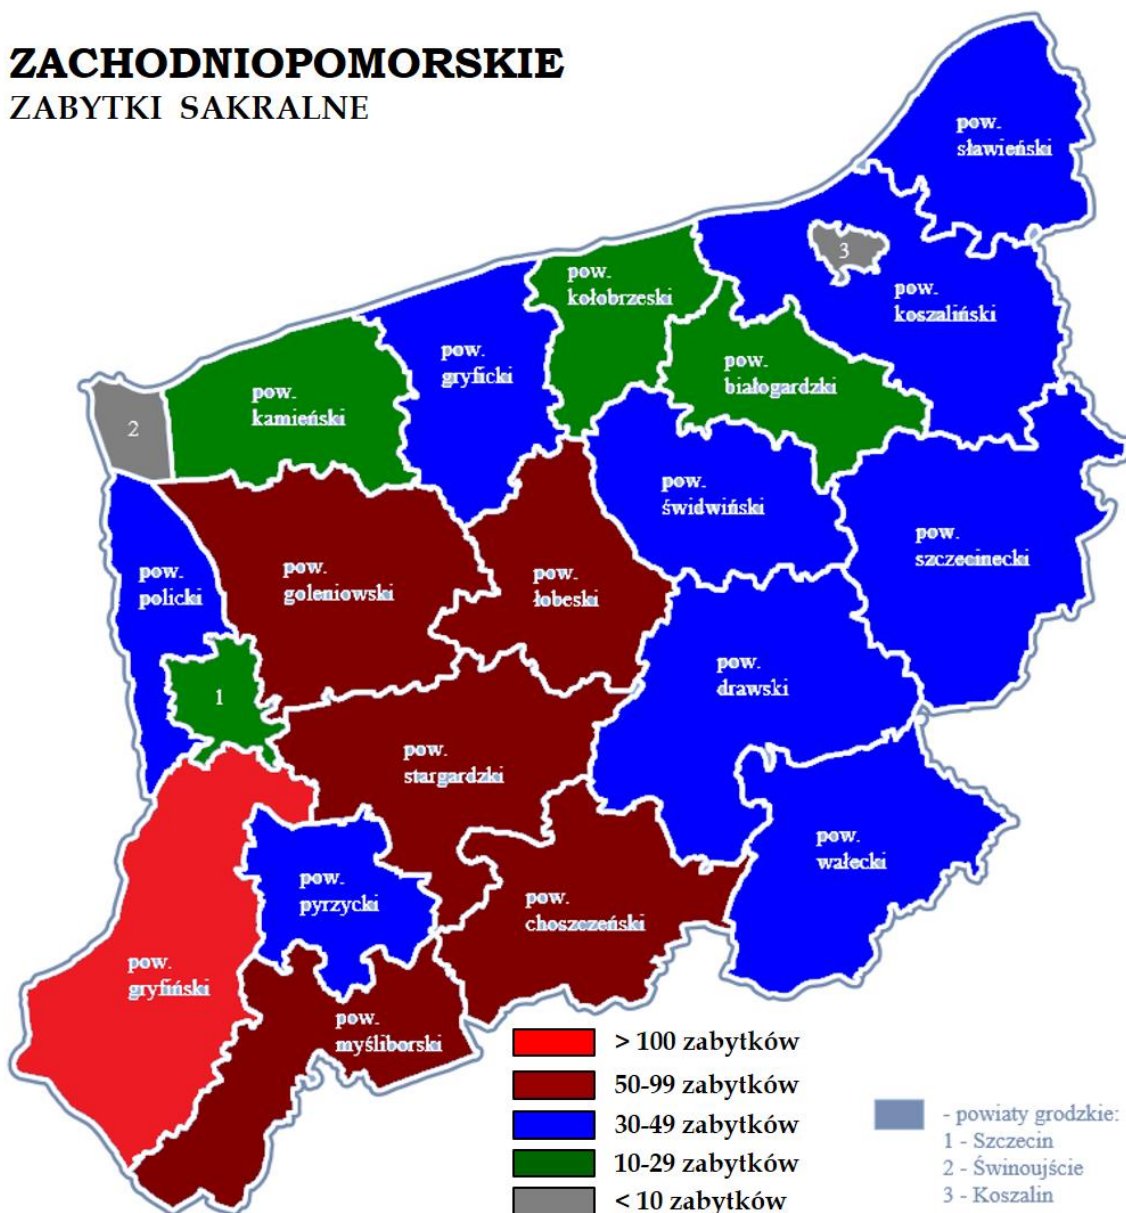 ZACHODNIOPOMORSKIE
ZABYTKI SAKRALNE
pow.
sławieński
3
pow.
koszaliński
pow.
kołobrzeski
pow.
gryficki
pow.
białogardzki
pow.
kamieński
2
pow.
świdwiński
pow.
szczecinecki
pow.
policki
pow.
goleniowski
pow.
łobeski
pow.
drawski
1
pow.
stargardzki
pow.
wałecki
pow.
pyrzycki
pow.
choszczeński
pow.
gryfiński
pow.
myśliborski
> 100 zabytków
50-99 zabytków
30-49 zabytków
10-29 zabytków
< 10 zabytków
- powiaty grodzkie:
1 - Szczecin
2 - Świnoujście
3 - Koszalin